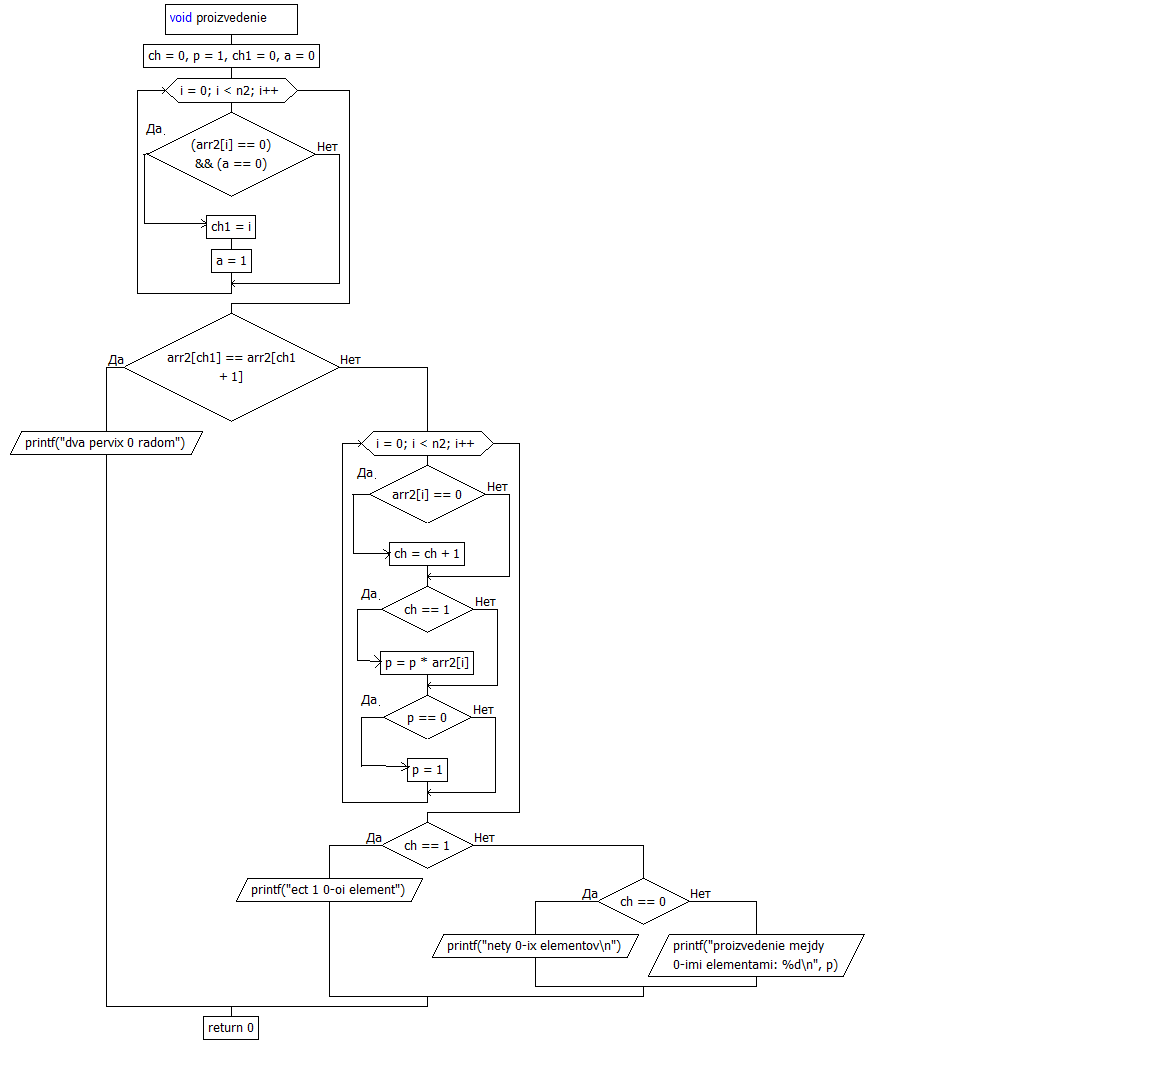 void proizvedenie
ch = 0, p = 1, ch1 = 0, a = 0
i = 0; i < n2; i++
Да
(arr2[i] == 0)
&& (a == 0)
Нет
ch1 = i
a = 1
Да
arr2[ch1] == arr2[ch1
+ 1]
Нет
printf("dva pervix 0 radom")
i = 0; i < n2; i++
Да
arr2[i] == 0
Нет
ch = ch + 1
Да
ch == 1
Нет
p = p * arr2[i]
Да
p == 0
Нет
p = 1
Да
ch == 1
Нет
printf("ect 1 0-oi element")
Да
ch == 0
Нет
printf("nety 0-ix elementov\n")
printf("proizvedenie mejdy
0-imi elementami: %d\n", p)
return 0